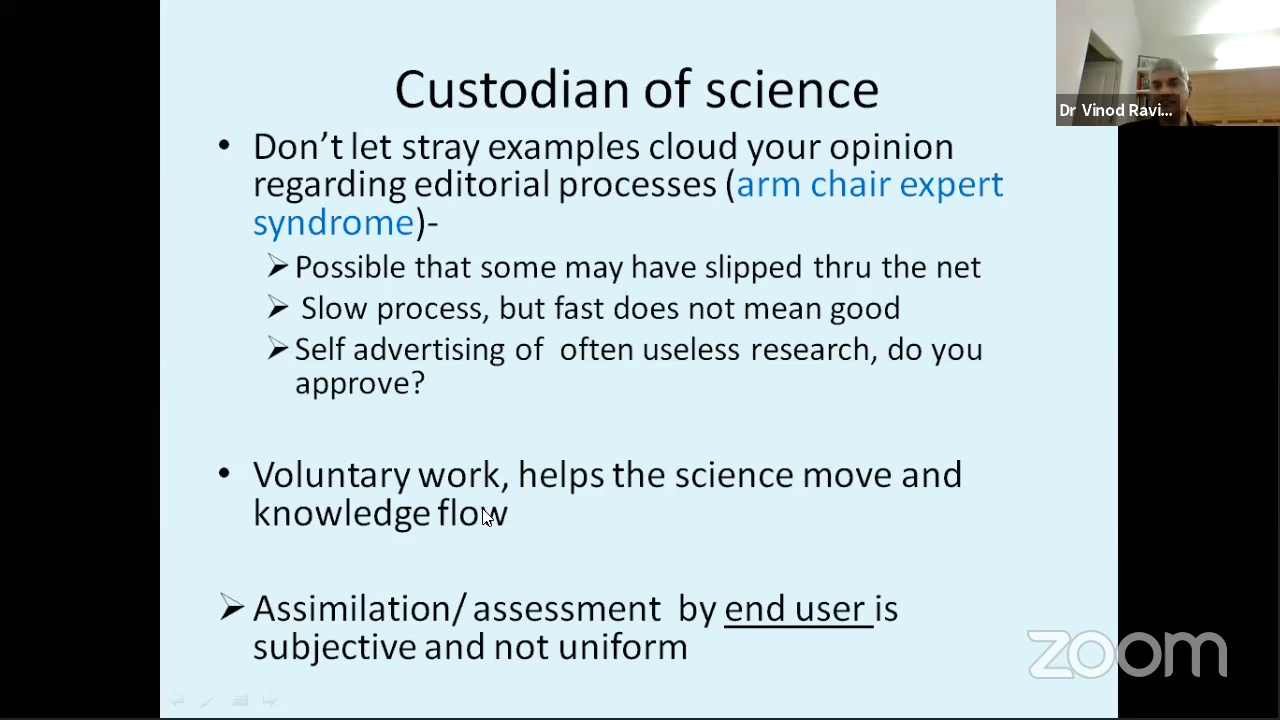 Custodian of science
• Don’t let stray examples cloud your opinion
regarding editorial processes (arm chair expert
syndrome)-
➢ Possible that some may have slipped thru the net
➢ Slow process, but fast does not mean good
➢ Self advertising of often useless research, do you
approve?
• Voluntary work, helps the science move and
knowledge flow
➢ Assimilation/ assessment by end user is
subjective and not uniform
Dr Vinod Ravi...
zoom